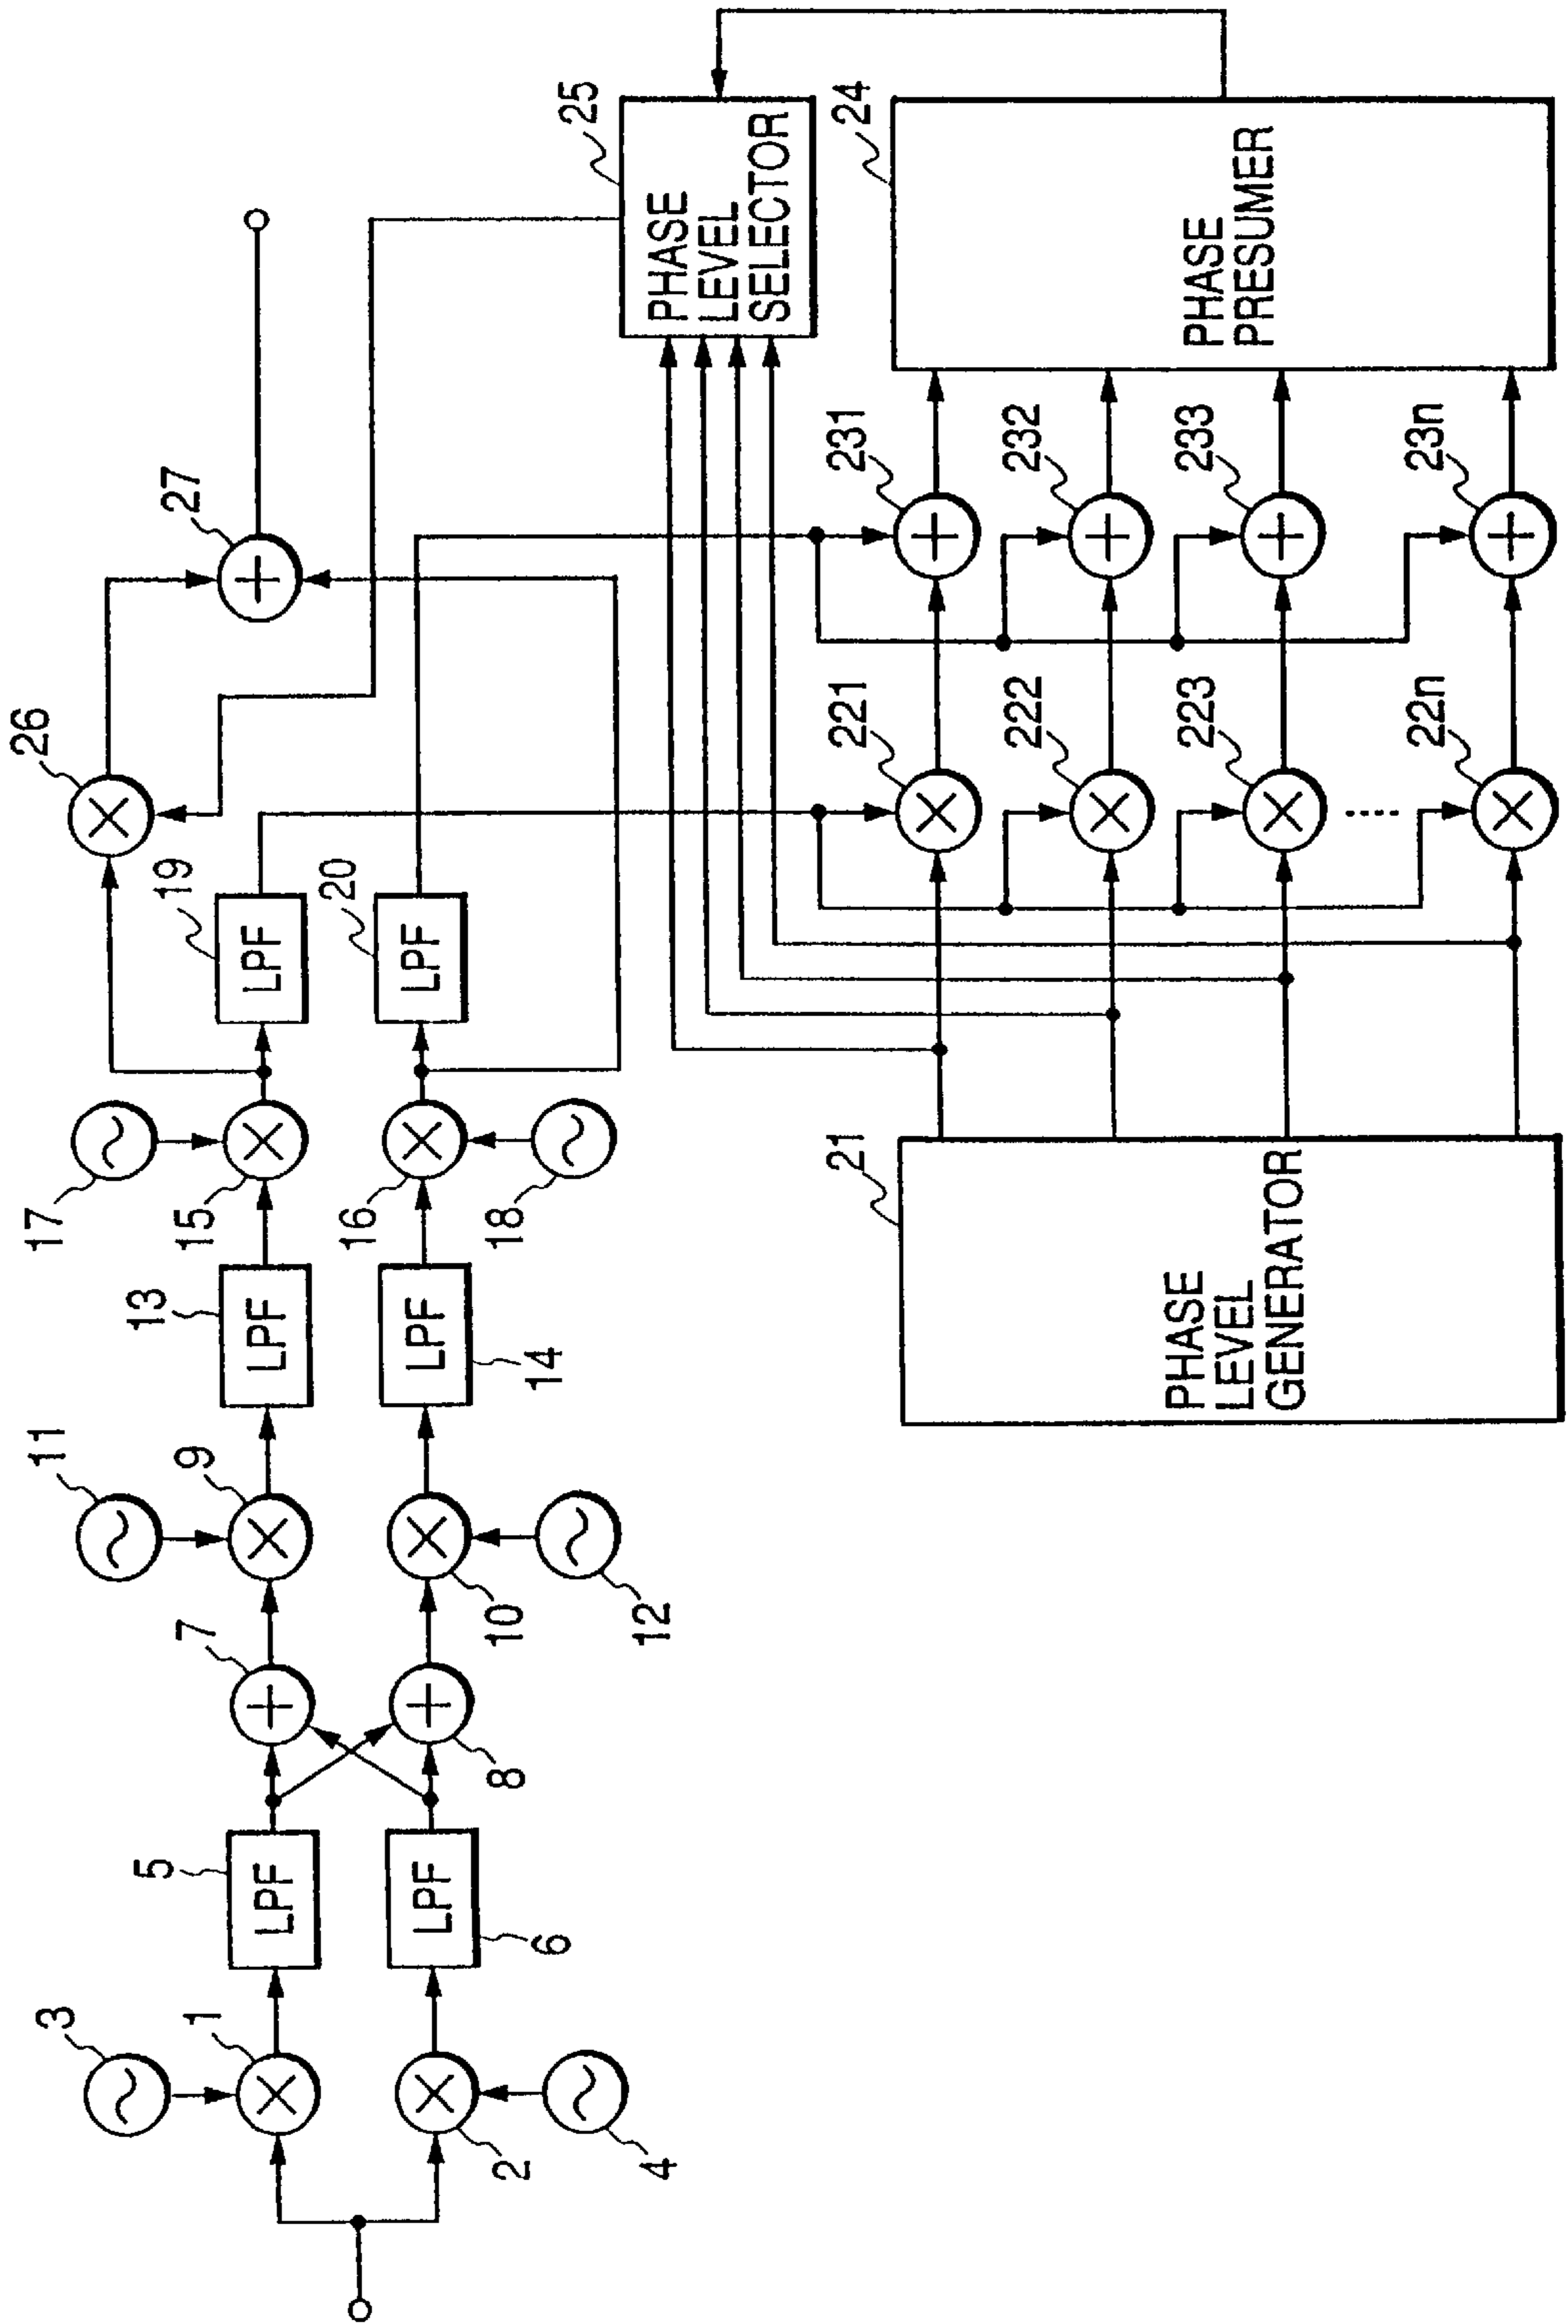 3
1
2
4
5
LPF
LPF
6
7
8
11
9
10
12
13
LPF
LPF
14
17
15
16
18
19
LPF
20
LPF
26
27
25
PHASE
LEVEL
SELECTOR
21
PHASE
LEVEL
GENERATOR
221
222
223
22n
231
232
233
23n
24
PHASE
PRESUMER